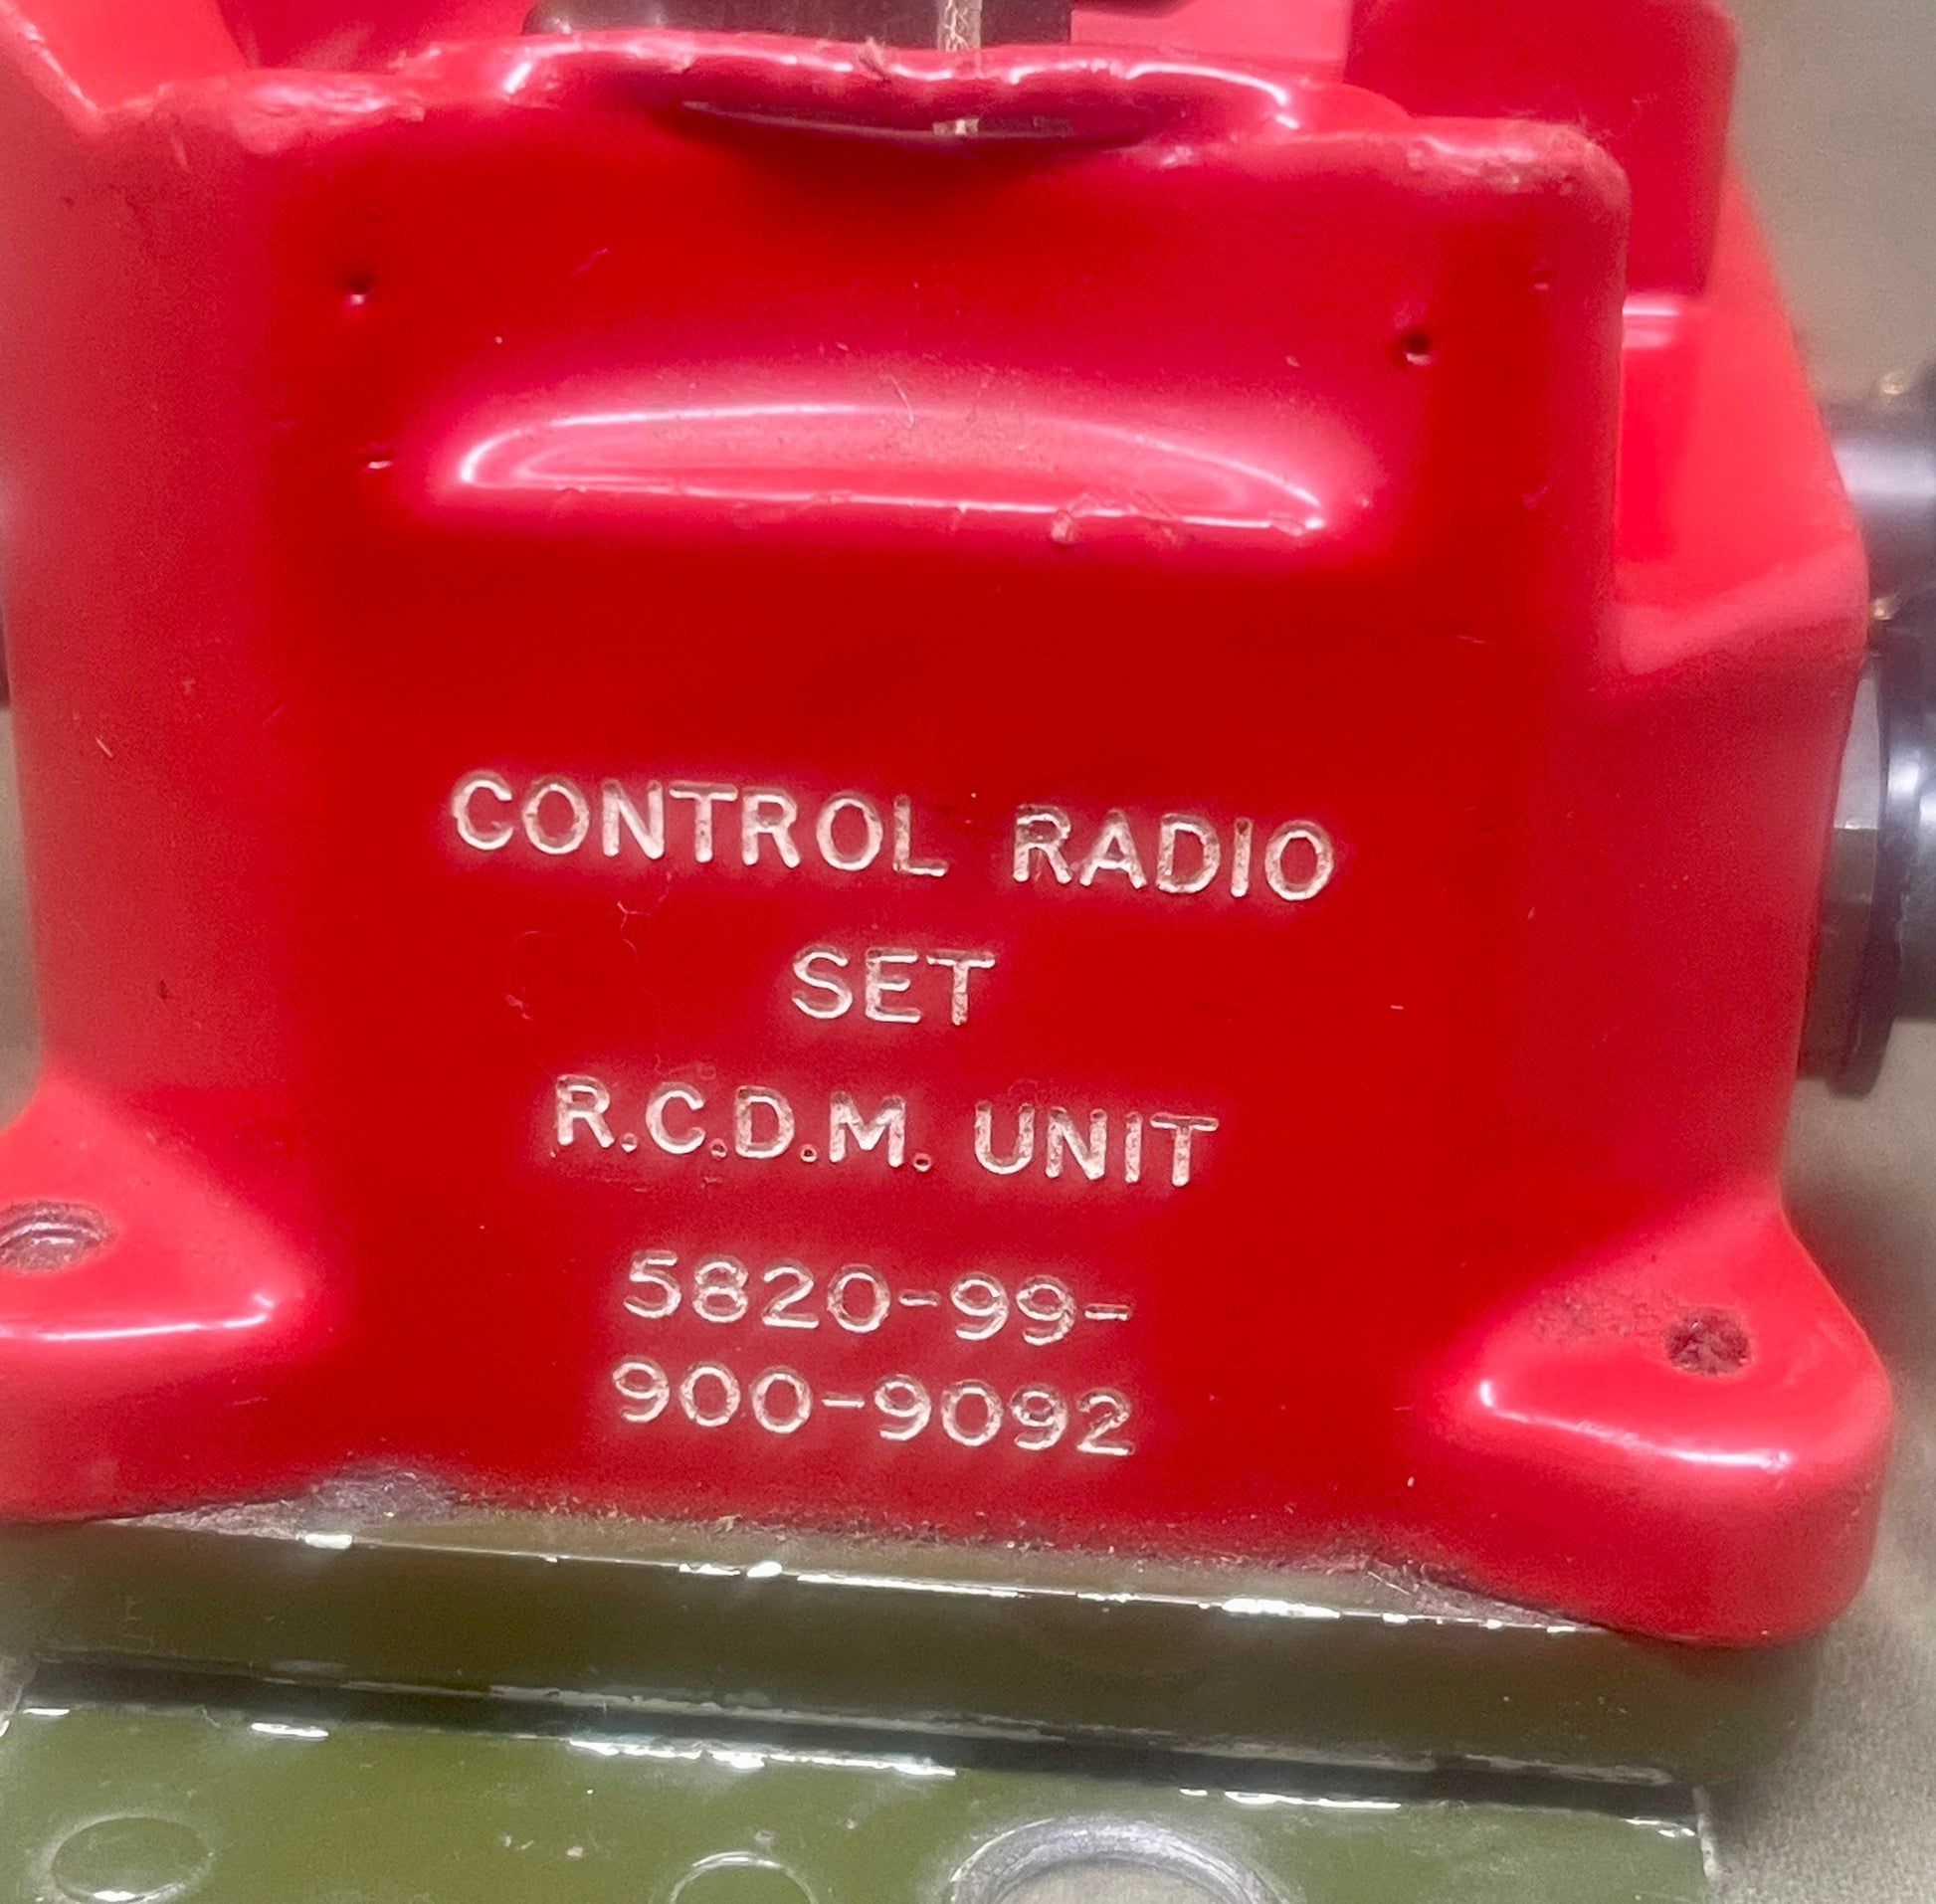 CONTROL RADIO
SET
R.C.D.M. UNIT
5820-99-
900-9092